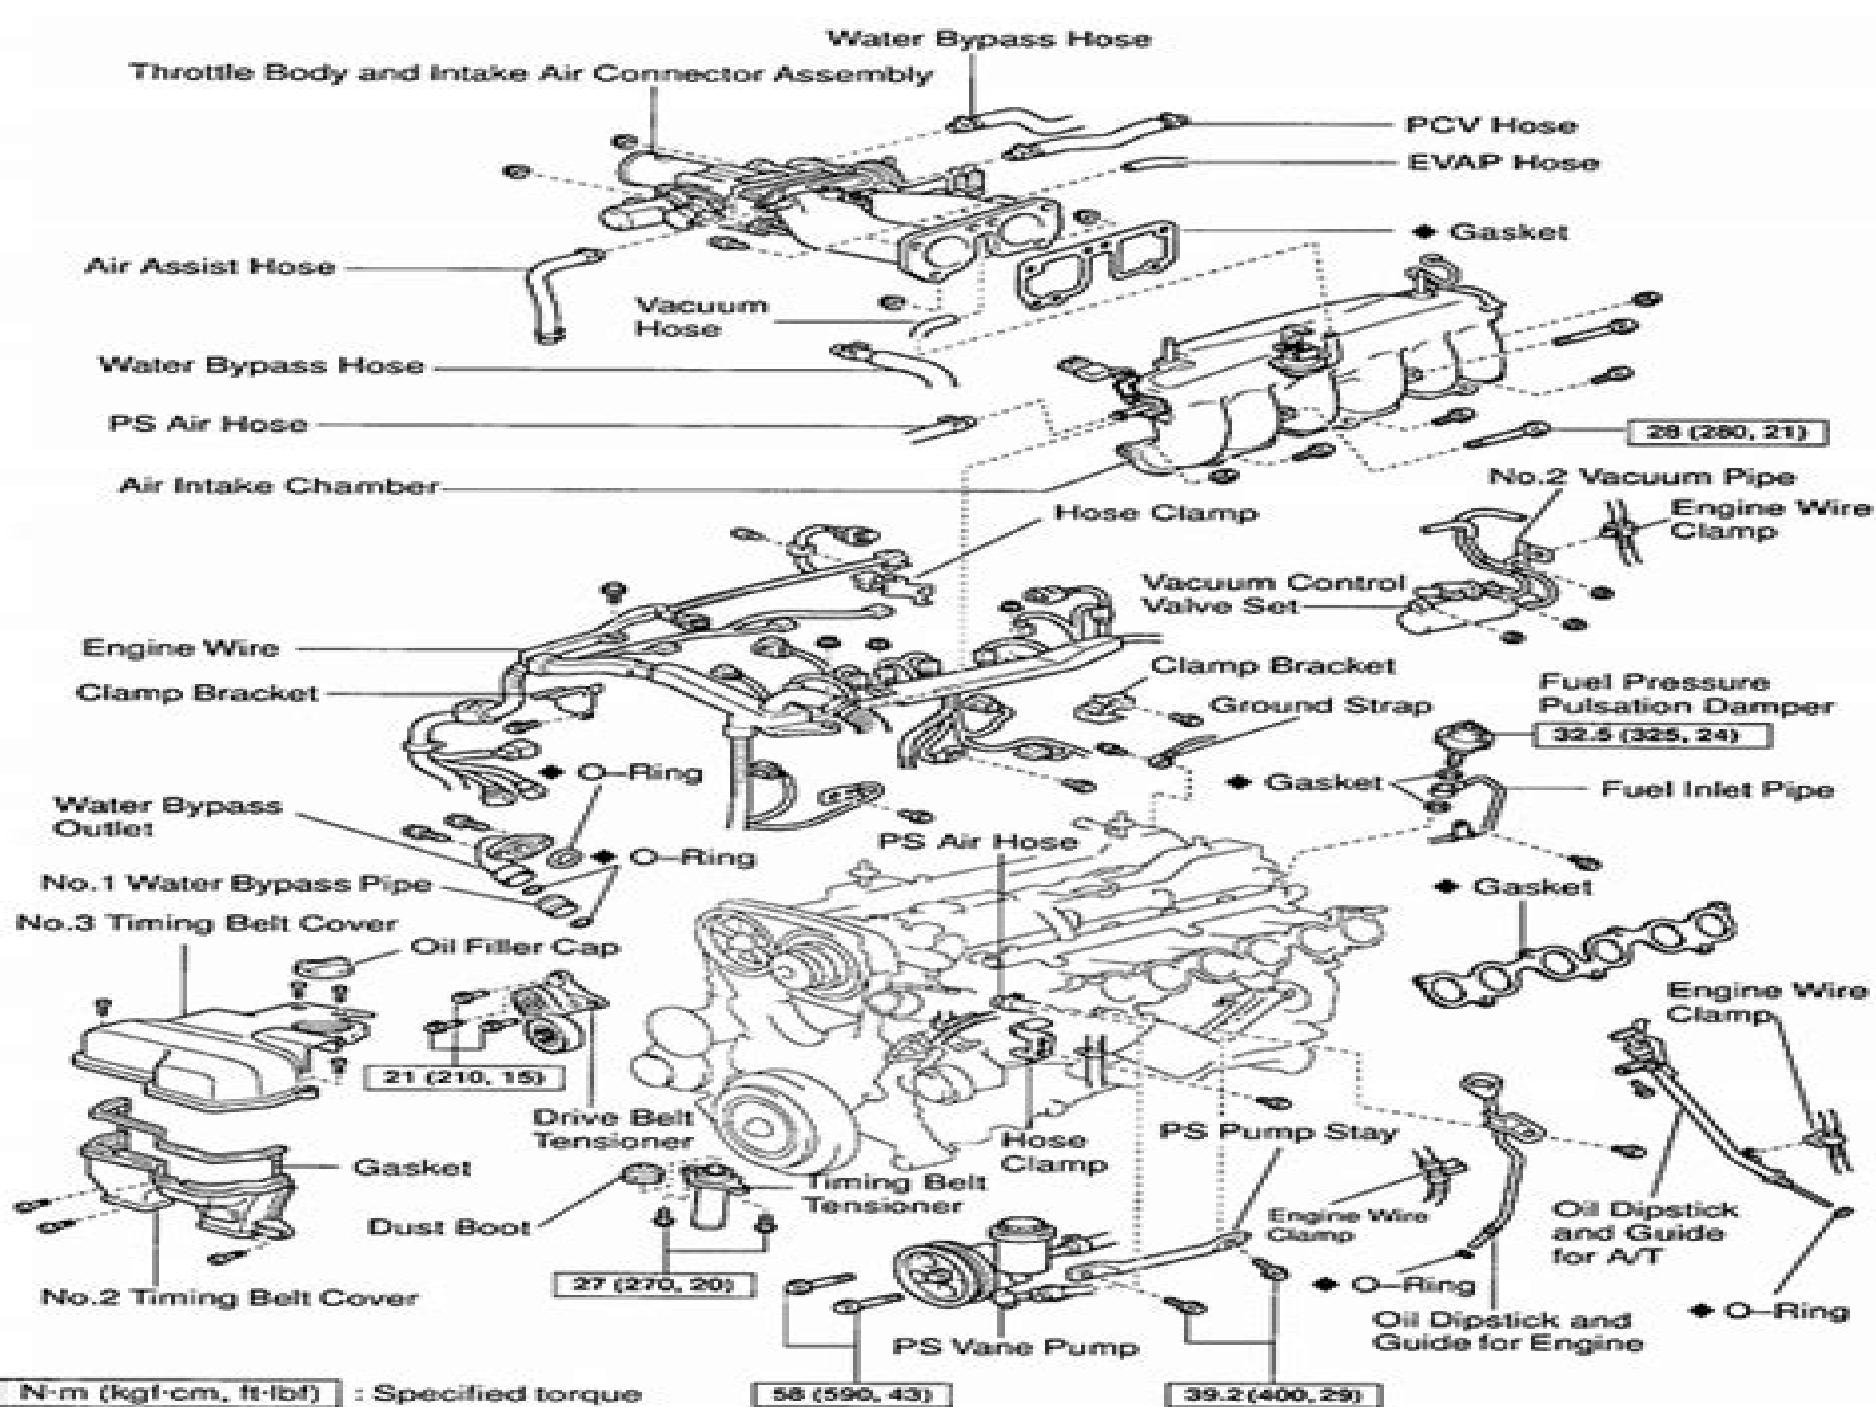 Water Bypass Hose
Throttle Body and Intake Air Connector Assembly
PCV Hose
EVAP Hose
◆ Gasket
Air Assist Hose
Vacuum
Hose
Water Bypass Hose
PS Air Hose
28 (280, 21)
Air Intake Chamber
No.2 Vacuum Pipe
Engine Wire
Clamp
Hose Clamp
Vacuum Control
Valve Set
Engine Wire
Clamp Bracket
Clamp Bracket
Ground Strap
Fuel Pressure
Pulsation Damper
32.5 (325, 24)
◆ O-Ring
◆ Gasket
Fuel Inlet Pipe
Water Bypass
Outlet
PS Air Hose
◆ O-Ring
No.1 Water Bypass Pipe
◆ Gasket
No.3 Timing Belt Cover
Oil Filler Cap
Engine Wire
Clamp
21 (210, 15)
Drive Belt
Tensioner
Hose
Clamp
PS Pump Stay
Gasket
Timing Belt
Tensioner
Dust Boot
Engine Wire
Clamp
Oil Dipstick
and Guide
for A/T
27 (270, 20)
◆ O-Ring
No.2 Timing Belt Cover
◆ O-Ring
Oil Dipstick and
Guide for Engine
PS Vane Pump
N·m (kgf·cm, ft·lbf) : Specified torque
58 (590, 43)
39.2 (400, 29)